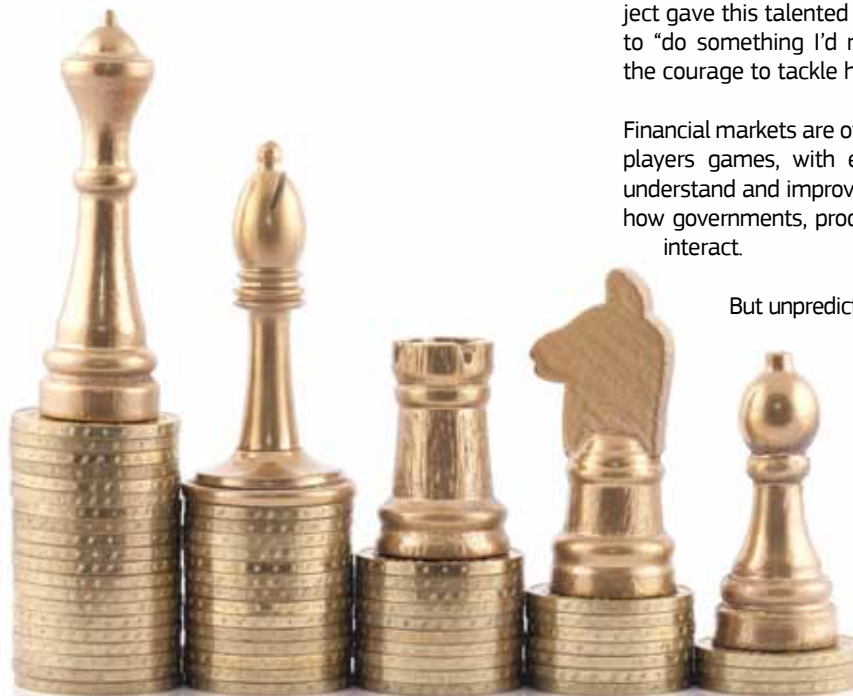 ject gave this talented
to “do something I’d
the courage to tackle
Financial markets are
players games, with
understand and improv
how governments, prod
interact.
But unpredict